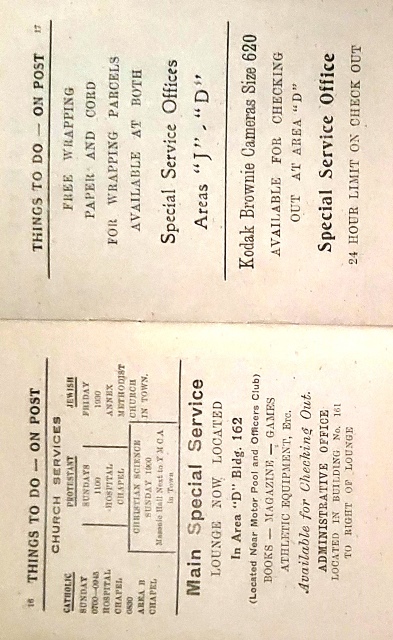 16 THINGS TO DO — ON POST
CHURCH SERVICES
CATHOLIC
SUNDAY
0700—0945
HOSPITAL
CHAPEL
0830
AREA B
CHAPEL
PROTESTANT
SUNDAYS
1100
HOSPITAL
CHAPEL
JEWISH
FRIDAY
1930
ANNEX
METHODIST
CHURCH
IN TOWN.
CHRISTIAN SCIENCE
SUNDAY 1900
Masonic Hall Next to YMCA
in Town
Main Special Service
LOUNGE NOW LOCATED
In Area "D" Bldg. 162
(Located Near Motor Pool and Officers Club)
BOOKS — MAGAZINE — GAMES
ATHLETIC EQUIPMENT, Etc.
Available for Checking Out.
ADMINISTRATIVE OFFICE
LOCATED IN BUILDING No. 161
TO RIGHT OF LOUNGE
THINGS TO DO — ON POST 17
FREE WRAPPING
PAPER AND CORD
FOR WRAPPING PARCELS
AVAILABLE AT BOTH
Special Service Offices
Areas "J" - "D"
Kodak Brownie Cameras Size 620
AVAILABLE FOR CHECKING
OUT AT AREA "D"
Special Service Office
24 HOUR LIMIT ON CHECK OUT